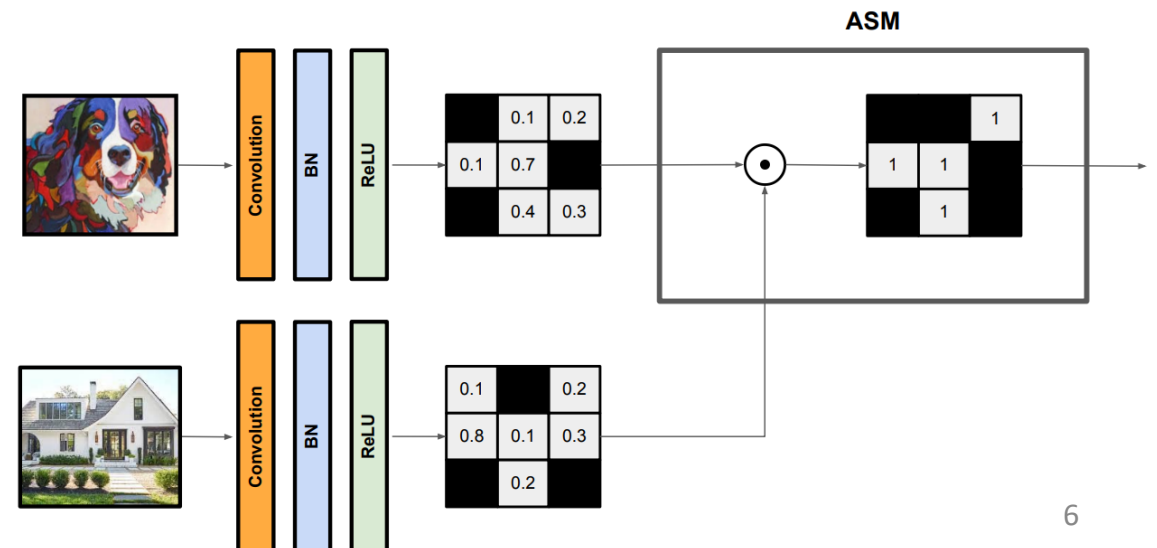 ASM
Convolution
BN
ReLU
0.1 0.2
0.1 0.7
0.4 0.3
1
1 1
1
Convolution
BN
ReLU
0.1 0.2
0.8 0.1 0.3
0.2
6